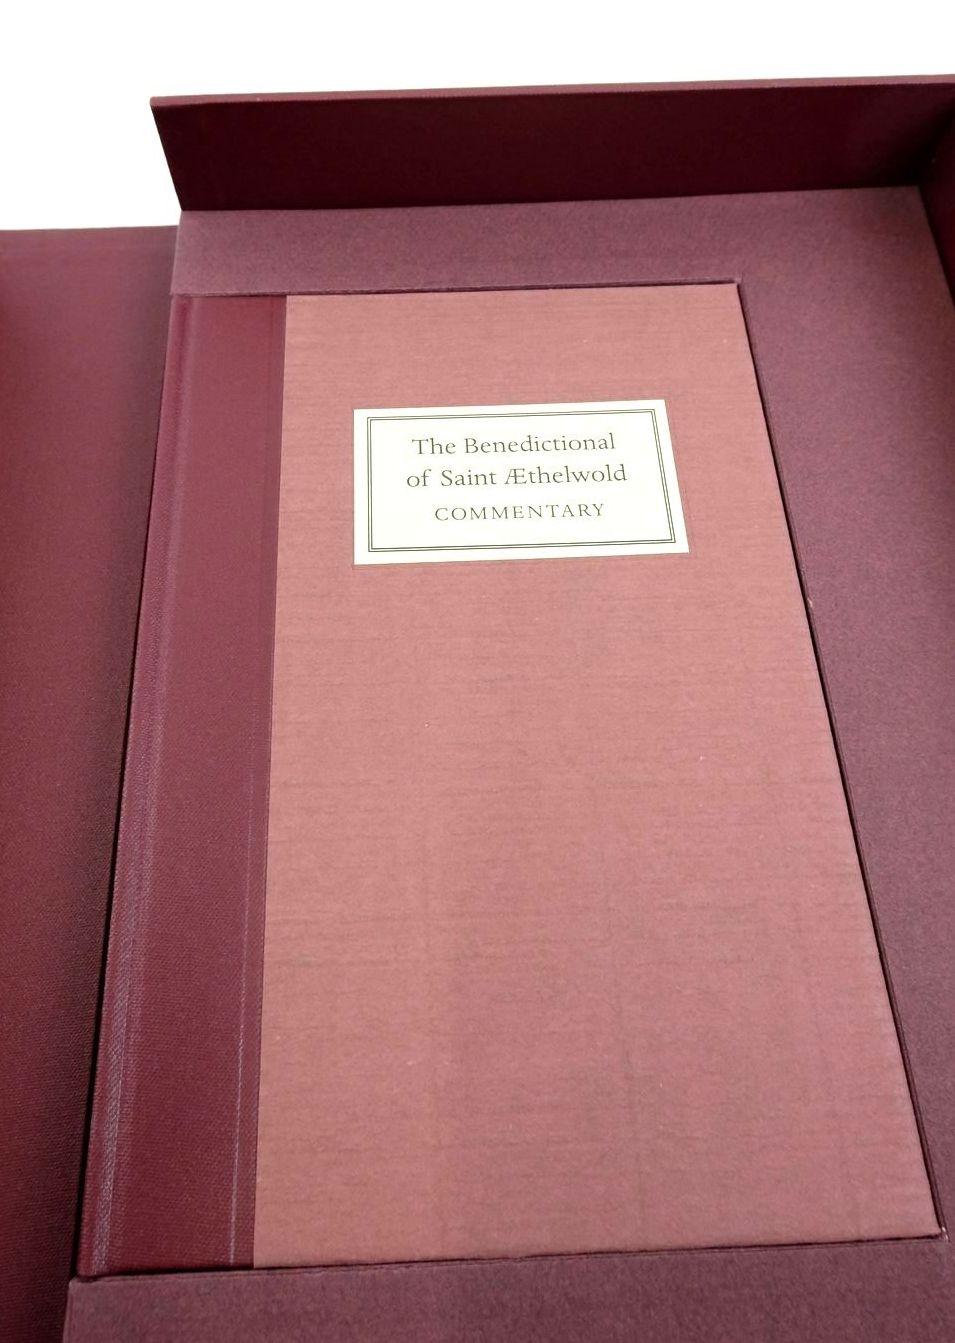 The Benedictional
of Saint Æthelwold
COMMENTARY